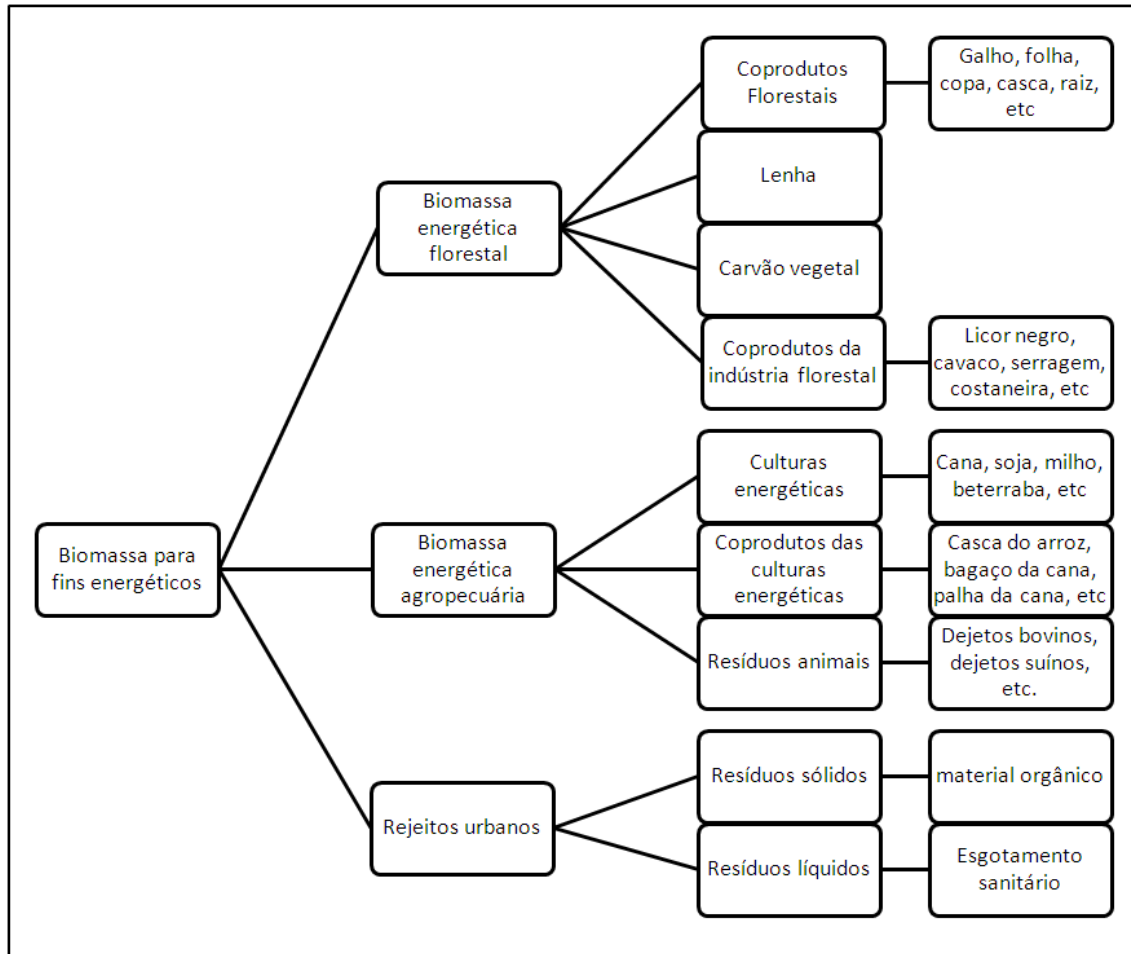 Coprodutos
Florestais
Galho, folha,
copa, casca, raiz,
etc
Lenha
Biomassa
energética
florestal
Carvão vegetal
Coprodutos da
indústria florestal
Licor negro,
cavaco, serragem,
costaneira, etc
Culturas
energéticas
Cana, soja, milho,
beterraba, etc
Biomassa para
fins energéticos
Biomassa
energética
agropecuária
Coprodutos das
culturas
energéticas
Casca do arroz,
bagaço da cana,
palha da cana, etc
Resíduos animais
Dejetos bovinos,
dejetos suínos,
etc.
Rejeitos urbanos
Resíduos sólidos
material orgânico
Resíduos líquidos
Esgotamento
sanitário